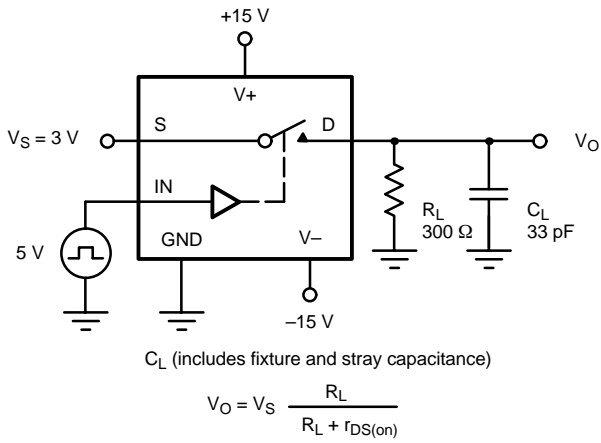 +15 V
V+
V_S = 3 V
S
D
V_O
IN
R_L
300 Ω
C_L
33 pF
5 V
GND
V–
–15 V
C_L (includes fixture and stray capacitance)
V_O = V_S R_L
R_L + r_DS(on)